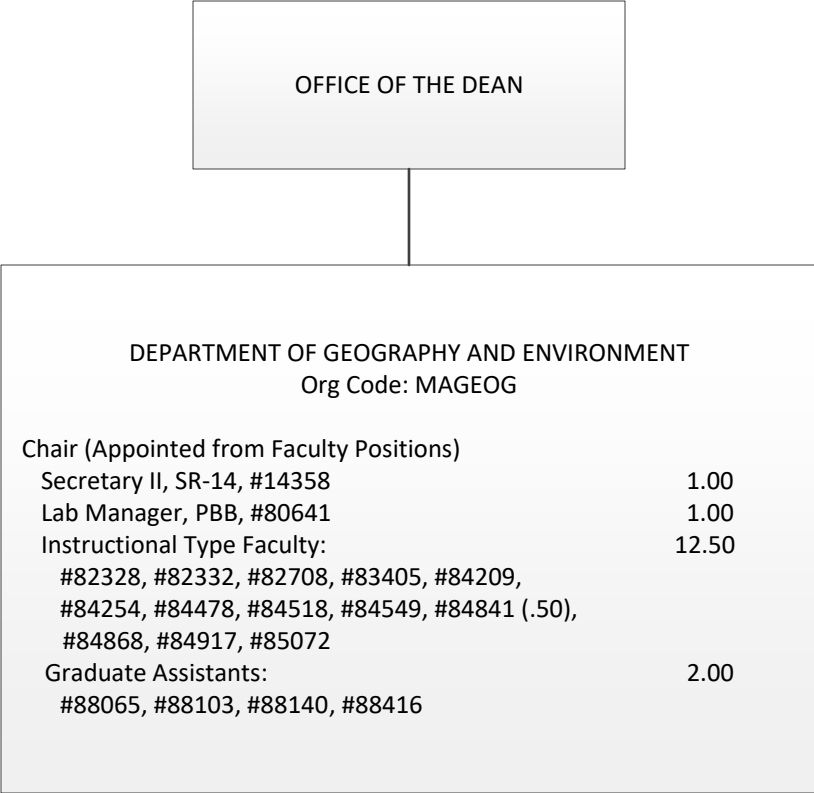 OFFICE OF THE DEAN
DEPARTMENT OF GEOGRAPHY AND ENVIRONMENT
Org Code: MAGEOG
Chair (Appointed from Faculty Positions)
Secretary II, SR-14, #14358 1.00
Lab Manager, PBB, #80641 1.00
Instructional Type Faculty: 12.50
#82328, #82332, #82708, #83405, #84209,
#84254, #84478, #84518, #84549, #84841 (.50),
#84868, #84917, #85072
Graduate Assistants: 2.00
#88065, #88103, #88140, #88416